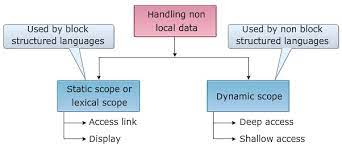 Handling non
local data
Used by block
structured languages
Used by non block
structured languages
Static scope or
lexical scope
Dynamic scope
Access link
Display
Deep access
Shallow access